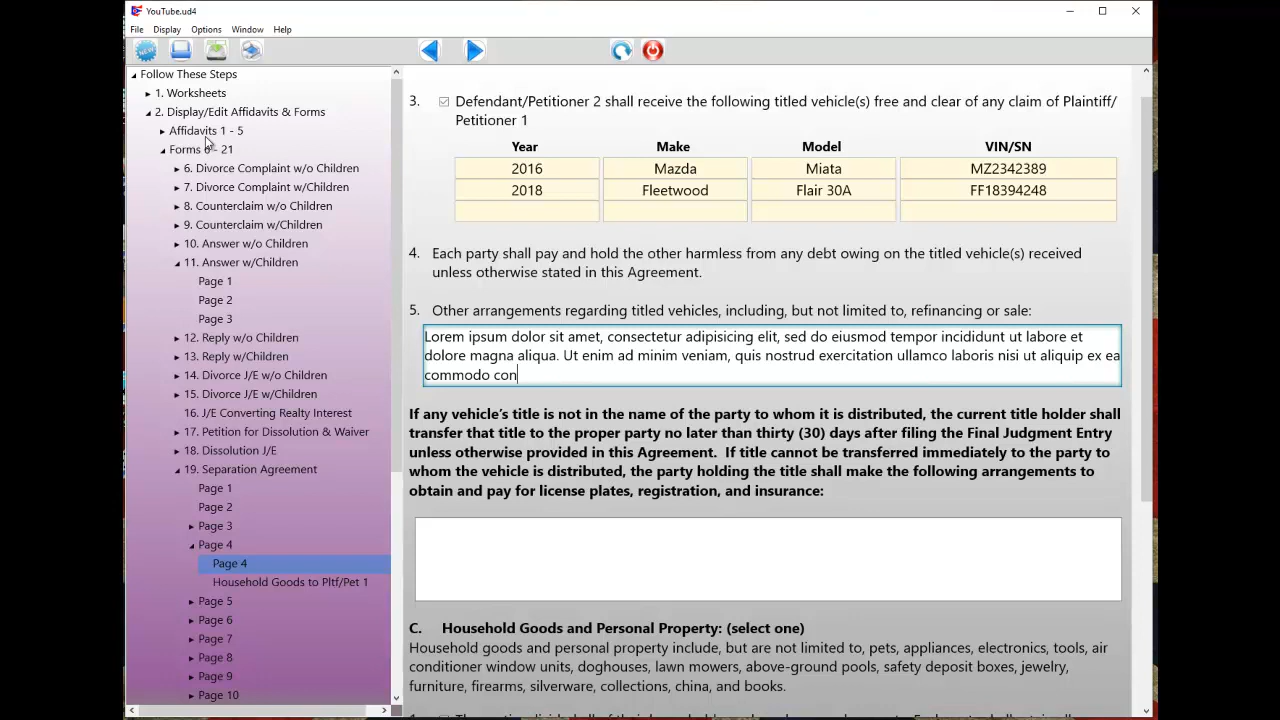 YouTube.ud4
File Display Options Window Help
NEW
Follow These Steps
1. Worksheets
2. Display/Edit Affidavits & Forms
Affidavits 1 - 5
Forms 6 - 21
6. Divorce Complaint w/o Children
7. Divorce Complaint w/Children
8. Counterclaim w/o Children
9. Counterclaim w/Children
10. Answer w/o Children
11. Answer w/Children
Page 1
Page 2
Page 3
12. Reply w/o Children
13. Reply w/Children
14. Divorce J/E w/o Children
15. Divorce J/E w/Children
16. J/E Converting Realty Interest
17. Petition for Dissolution & Waiver
18. Dissolution J/E
19. Separation Agreement
Page 1
Page 2
Page 3
Page 4
Page 4
Household Goods to Pltf/Pet 1
Page 5
Page 6
Page 7
Page 8
Page 9
Page 10
3. Defendant/Petitioner 2 shall receive the following titled vehicle(s) free and clear of any claim of Plaintiff/
Petitioner 1
Year Make Model VIN/SN
2016 Mazda Miata MZ2342389
2018 Fleetwood Flair 30A FF18394248
4. Each party shall pay and hold the other harmless from any debt owing on the titled vehicle(s) received
unless otherwise stated in this Agreement.
5. Other arrangements regarding titled vehicles, including, but not limited to, refinancing or sale:
Lorem ipsum dolor sit amet, consectetur adipisicing elit, sed do eiusmod tempor incididunt ut labore et
dolore magna aliqua. Ut enim ad minim veniam, quis nostrud exercitation ullamco laboris nisi ut aliquip ex ea
commodo con
If any vehicle's title is not in the name of the party to whom it is distributed, the current title holder shall
transfer that title to the proper party no later than thirty (30) days after filing the Final Judgment Entry
unless otherwise provided in this Agreement. If title cannot be transferred immediately to the party to
whom the vehicle is distributed, the party holding the title shall make the following arrangements to
obtain and pay for license plates, registration, and insurance:
C. Household Goods and Personal Property: (select one)
Household goods and personal property include, but are not limited to, pets, appliances, electronics, tools, air
conditioner window units, doghouses, lawn mowers, above-ground pools, safety deposit boxes, jewelry,
furniture, firearms, silverware, collections, china, and books.